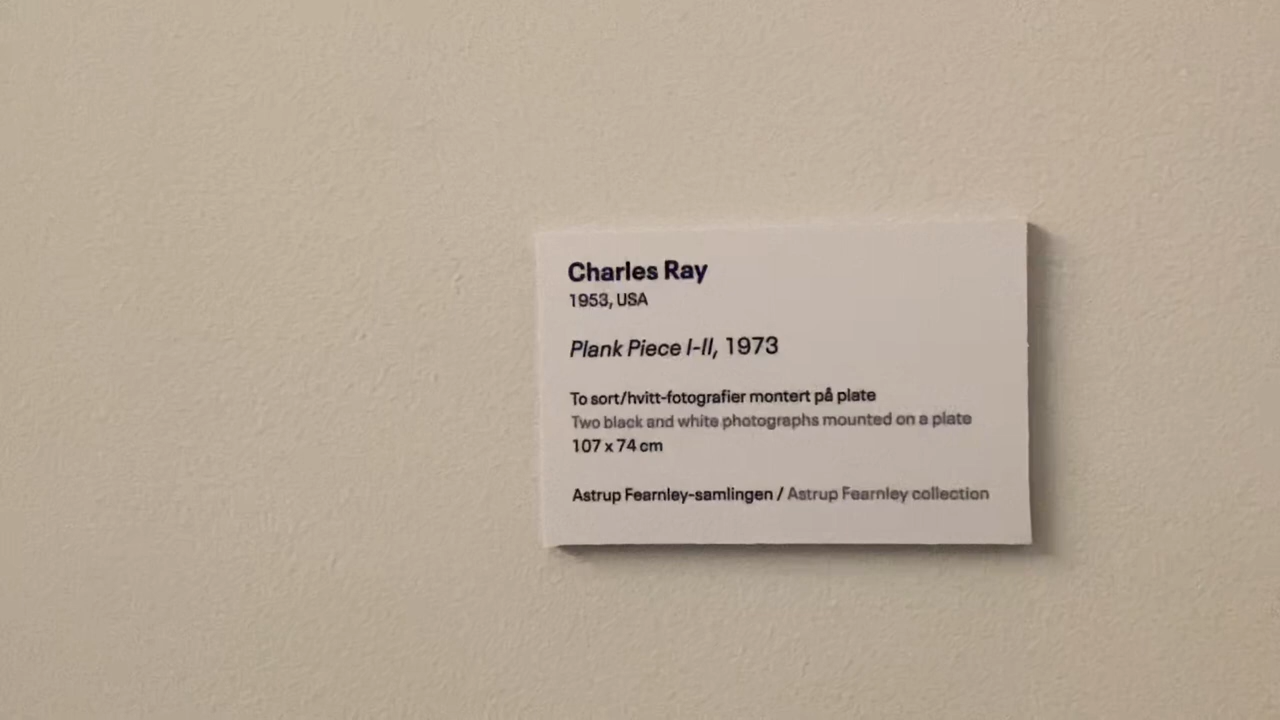 Charles Ray
1953, USA
Plank Piece I-II, 1973
To sort/hvitt-fotografier montert på plate
Two black and white photographs mounted on a plate
107 x 74 cm
Astrup Fearnley-samlingen / Astrup Fearnley collection